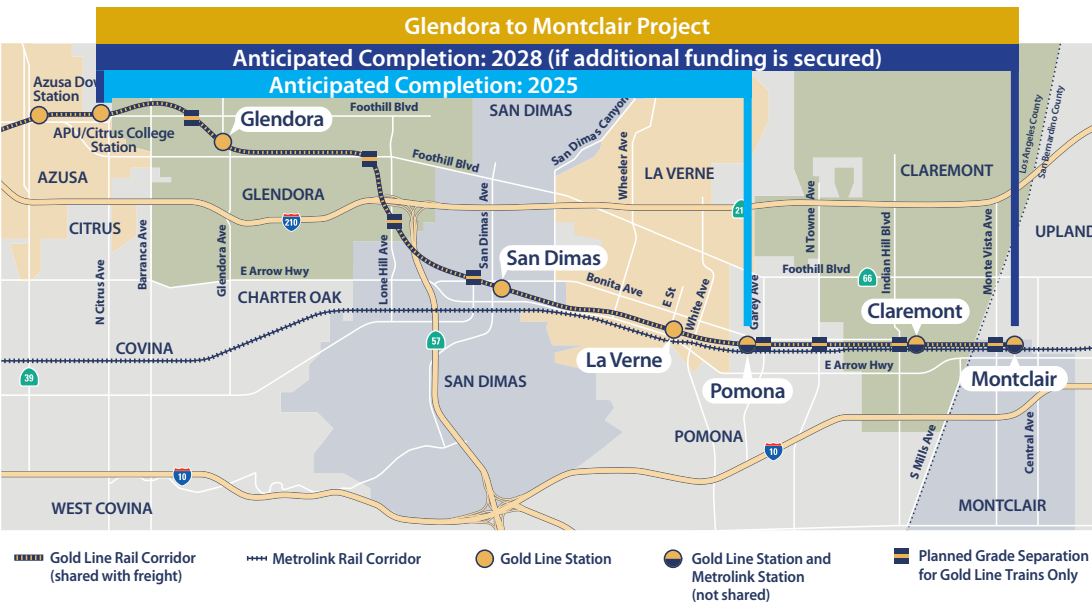 Glendora to Montclair Project
Anticipated Completion: 2028 (if additional funding is secured)
Anticipated Completion: 2025
Azusa Dow
Station
APU/Citrus College
Station
Glendora
Foothill Blvd
SAN DIMAS
San Dimas Canyon
Foothill Blvd
Wheeler Ave
LA VERNE
CLAREMONT
Los Angeles County
San Bernardino County
AZUSA
GLENDORA
210
21
CITRUS
UPLAND
N Citrus Ave
Barranca Ave
Glendora Ave
Lone Hill Ave
San Dimas Ave
N Towne Ave
Indian Hill Blvd
Monte Vista Ave
E Arrow Hwy
San Dimas
Bonita Ave
E St
White Ave
Garey Ave
Foothill Blvd
66
CHARTER OAK
Claremont
COVINA
57
La Verne
E Arrow Hwy
39
SAN DIMAS
Pomona
Montclair
POMONA
10
S Mills Ave
Central Ave
10
WEST COVINA
MONTCLAIR
Gold Line Rail Corridor
(shared with freight)
Metrolink Rail Corridor
Gold Line Station
Gold Line Station and
Metrolink Station
(not shared)
Planned Grade Separation
for Gold Line Trains Only